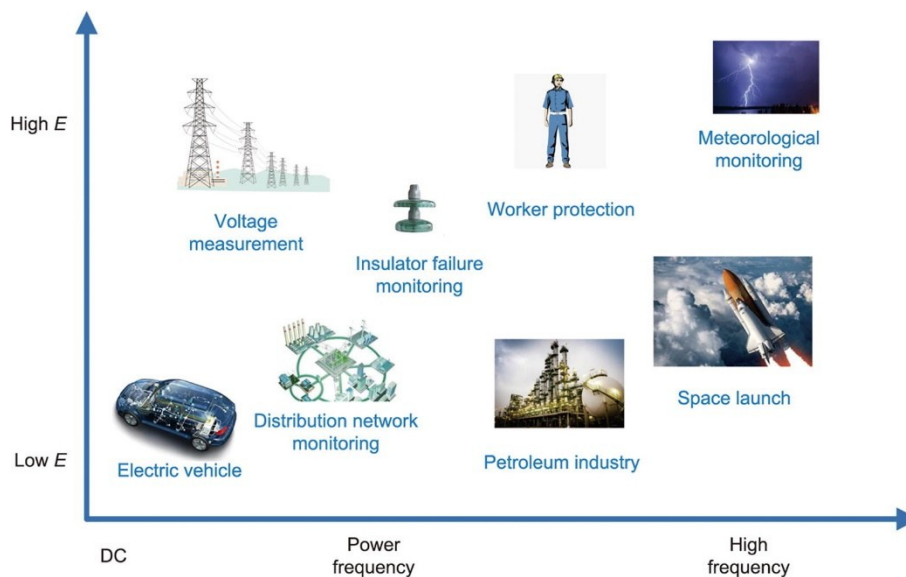 High E
Meteorological
monitoring
Worker protection
Voltage
measurement
Insulator failure
monitoring
Space launch
Distribution network
monitoring
Low E
Electric vehicle
Petroleum industry
DC
Power
frequency
High
frequency